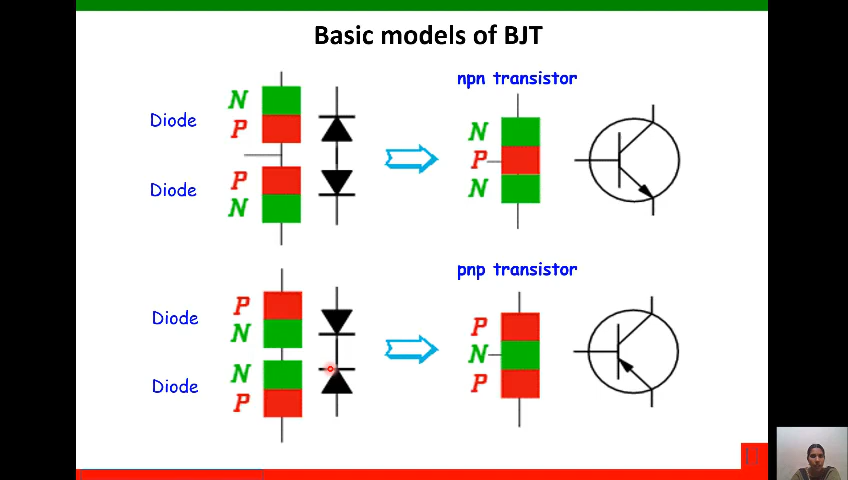 Basic models of BJT
npn transistor
Diode
N
P
Diode
P
N
N
P
N
pnp transistor
Diode
P
N
Diode
N
P
P
N
P